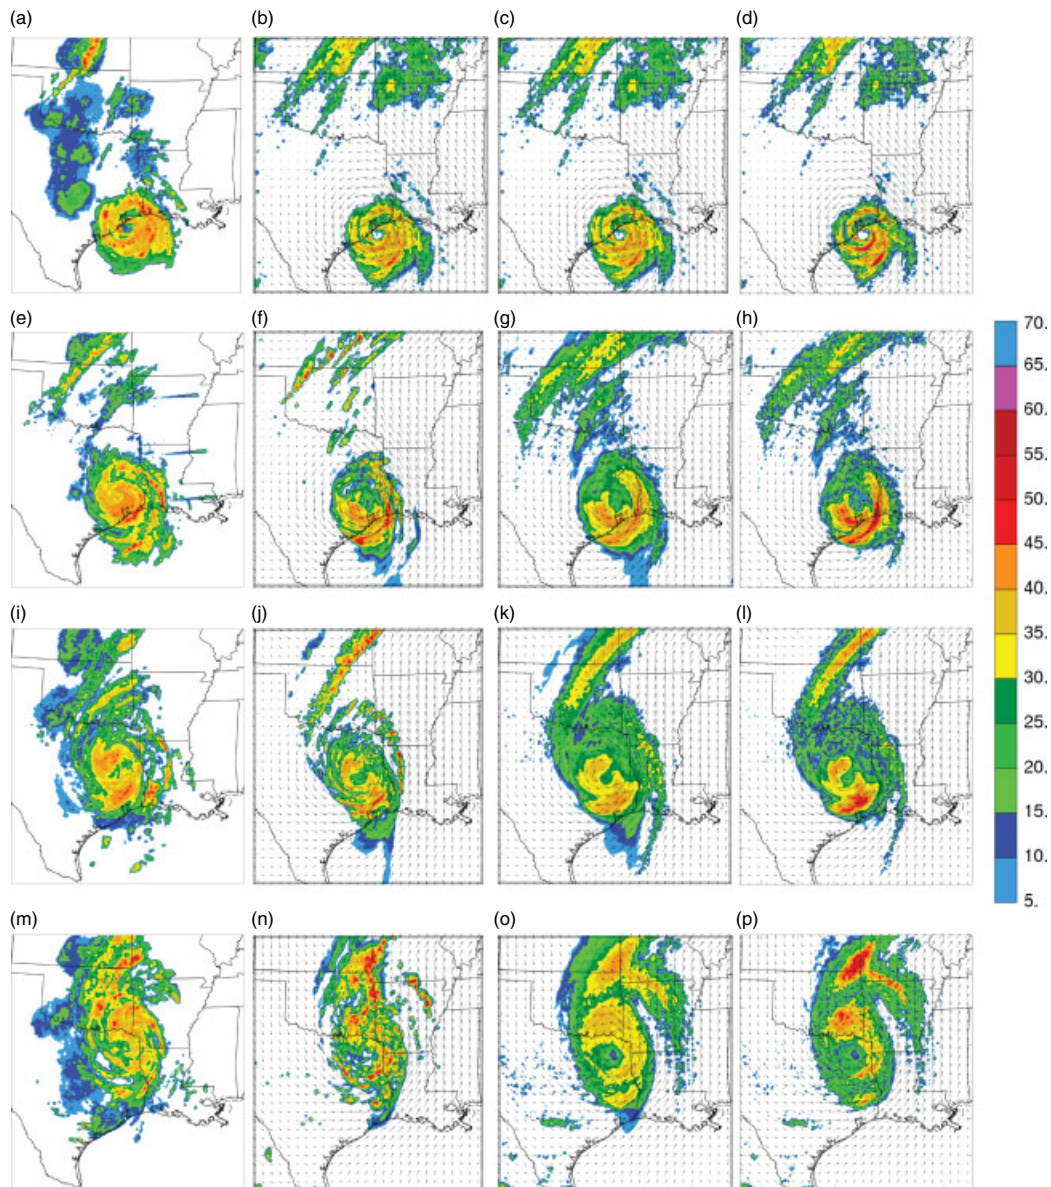 (a)
(b)
(c)
(d)
(e)
(f)
(g)
(h)
70.
65.
60.
55.
50.
45.
40.
35.
30.
25.
20.
15.
10.
5.
(i)
(j)
(k)
(l)
(m)
(n)
(o)
(p)